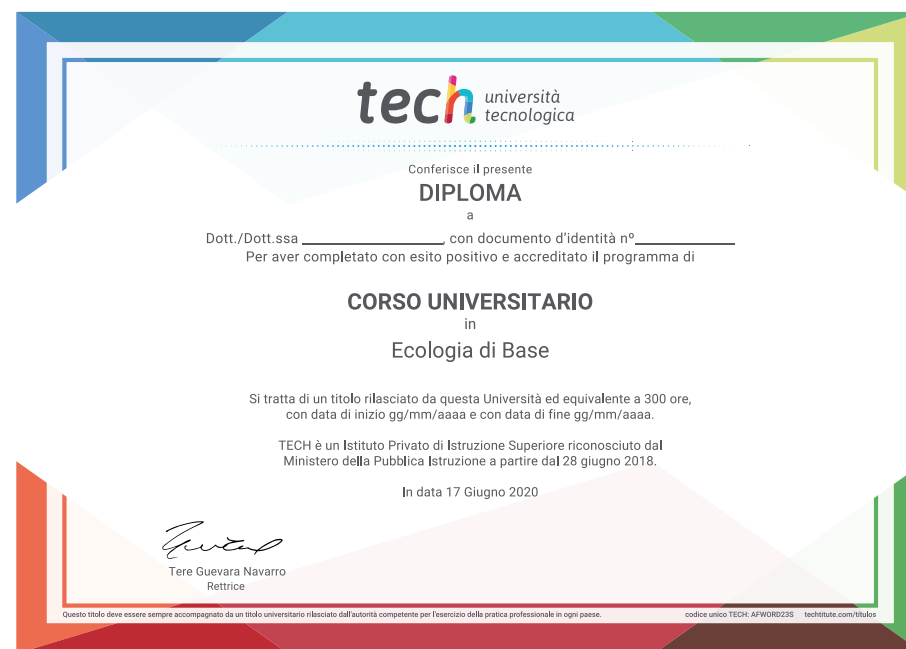 tech università
tecnologica
Conferisce il presente
DIPLOMA
a
Dott./Dott.ssa ____________________, con documento d'identità nº______________
Per aver completato con esito positivo e accreditato il programma di
CORSO UNIVERSITARIO
in
Ecologia di Base
Si tratta di un titolo rilasciato da questa Università ed equivalente a 300 ore,
con data di inizio gg/mm/aaaa e con data di fine gg/mm/aaaa.
TECH è un Istituto Privato di Istruzione Superiore riconosciuto dal
Ministero della Pubblica Istruzione a partire dal 28 giugno 2018.
In data 17 Giugno 2020
Tere Guevara Navarro
Rettrice
Questo titolo deve essere sempre accompagnato da un titolo universitario rilasciato dall'autorità competente per l'esercizio della pratica professionale in ogni paese. codice unico TECH: AFWORD23S techtitute.com/titulos